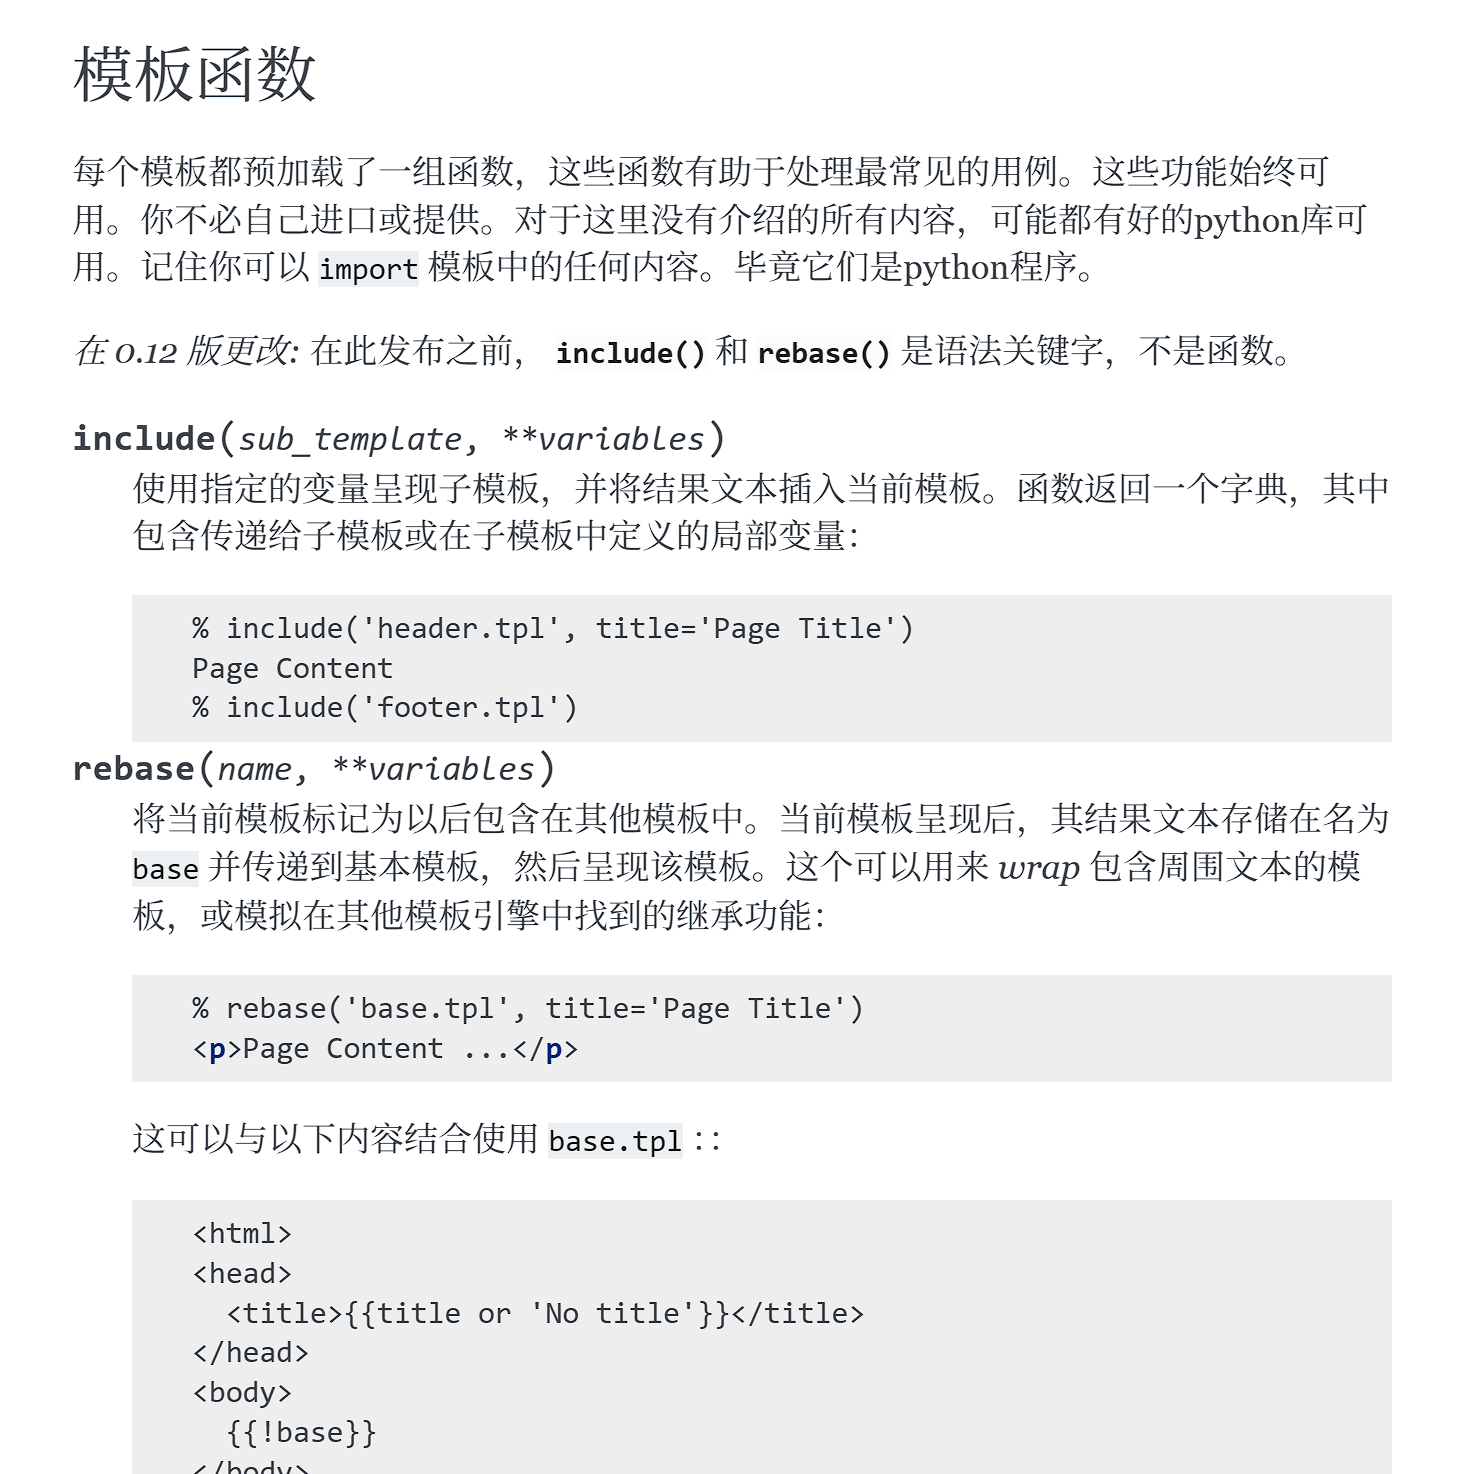 模板函数
每个模板都预加载了一组函数，这些函数有助于处理最常见的用例。这些功能始终可
用。你不必自己进口或提供。对于这里没有介绍的所有内容，可能都有好的python库可
用。记住你可以 import 模板中的任何内容。毕竟它们是python程序。
在 0.12 版更改: 在此发布之前， include() 和 rebase() 是语法关键字，不是函数。
include(sub_template, **variables)
使用指定的变量呈现子模板，并将结果文本插入当前模板。函数返回一个字典，其中
包含传递给子模板或在子模板中定义的局部变量：
% include('header.tpl', title='Page Title')
Page Content
% include('footer.tpl')
rebase(name, **variables)
将当前模板标记为以后包含在其他模板中。当前模板呈现后，其结果文本存储在名为
base 并传递到基本模板，然后呈现该模板。这个可以用来 wrap 包含周围文本的模
板，或模拟在其他模板引擎中找到的继承功能：
% rebase('base.tpl', title='Page Title')
<p>Page Content ...</p>
这可以与以下内容结合使用 base.tpl ：：
<html>
<head>
  <title>{{title or 'No title'}}</title>
</head>
<body>
  {{!base}}
</body>